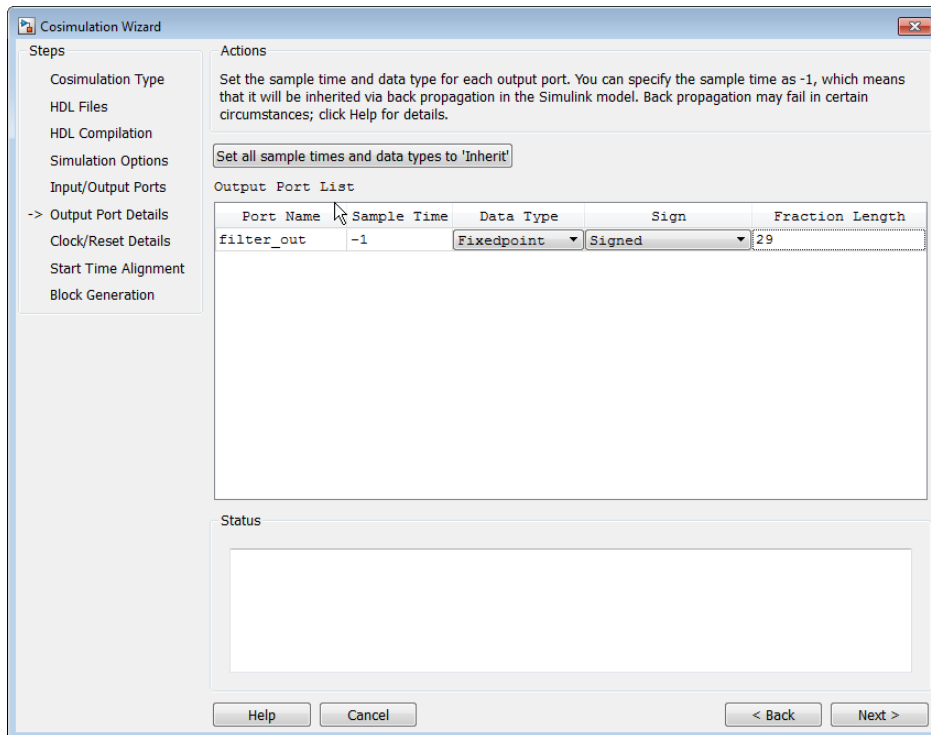 Cosimulation Wizard
Steps
Cosimulation Type
HDL Files
HDL Compilation
Simulation Options
Input/Output Ports
-> Output Port Details
Clock/Reset Details
Start Time Alignment
Block Generation
Actions
Set the sample time and data type for each output port. You can specify the sample time as -1, which means
that it will be inherited via back propagation in the Simulink model. Back propagation may fail in certain
circumstances; click Help for details.
Set all sample times and data types to 'Inherit'
Output Port List
Port Name Sample Time Data Type Sign Fraction Length
filter_out -1 Fixedpoint Signed 29
Status
Help Cancel < Back Next >